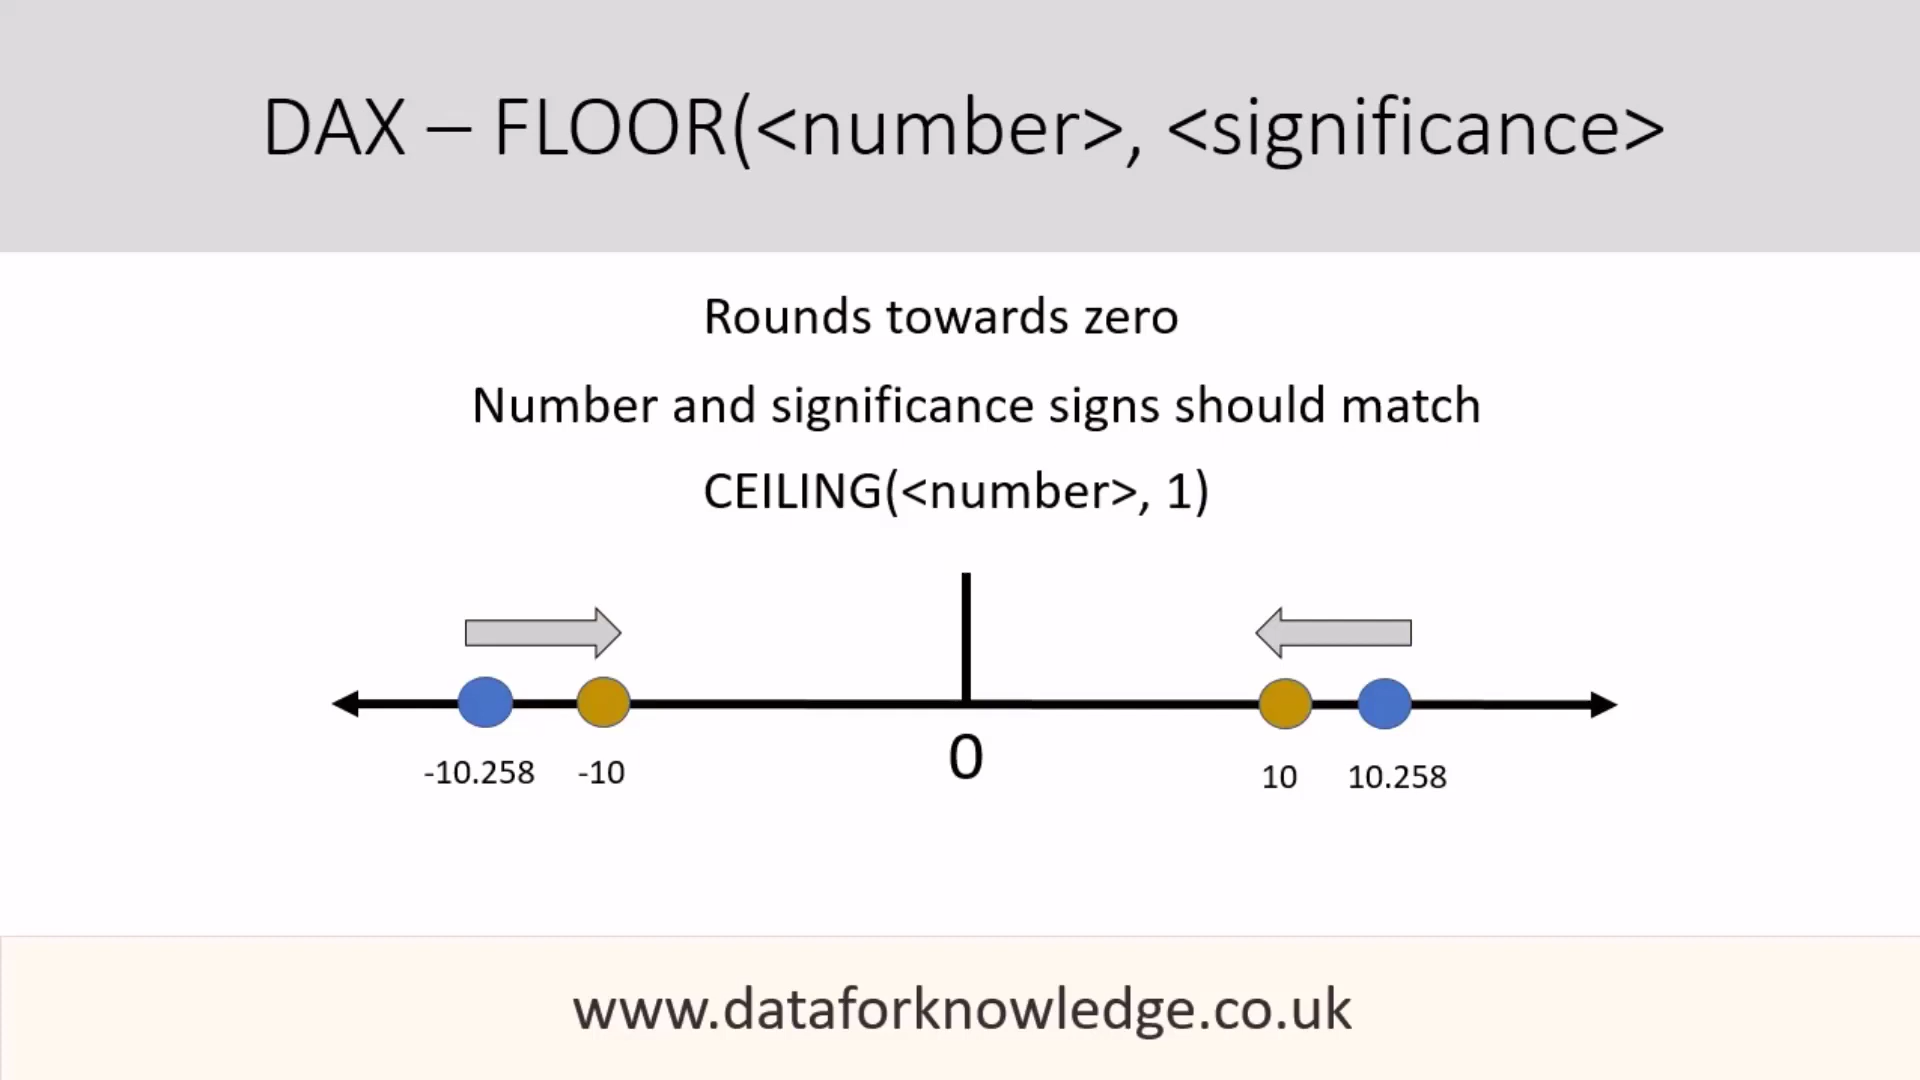 DAX – FLOOR(<number>, <significance>
Rounds towards zero
Number and significance signs should match
CEILING(<number>, 1)
-10.258 -10 0 10 10.258
www.dataforknowledge.co.uk